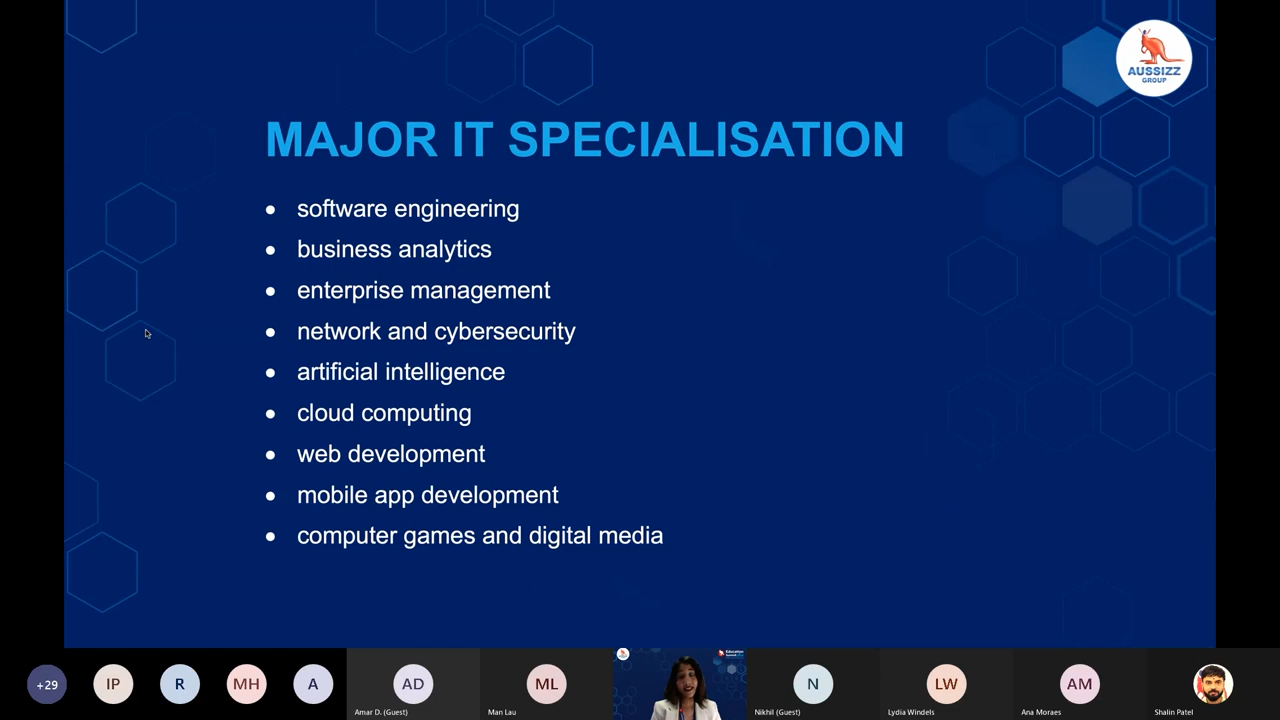 AUSSIZZ
GROUP
MAJOR IT SPECIALISATION
software engineering
business analytics
enterprise management
network and cybersecurity
artificial intelligence
cloud computing
web development
mobile app development
computer games and digital media
+29
IP
R
MH
A
AD
Amar D. (Guest)
ML
Man Lau
Education
N
Nikhil (Guest)
LW
Lydia Windels
AM
Ana Moraes
Shalin Patel